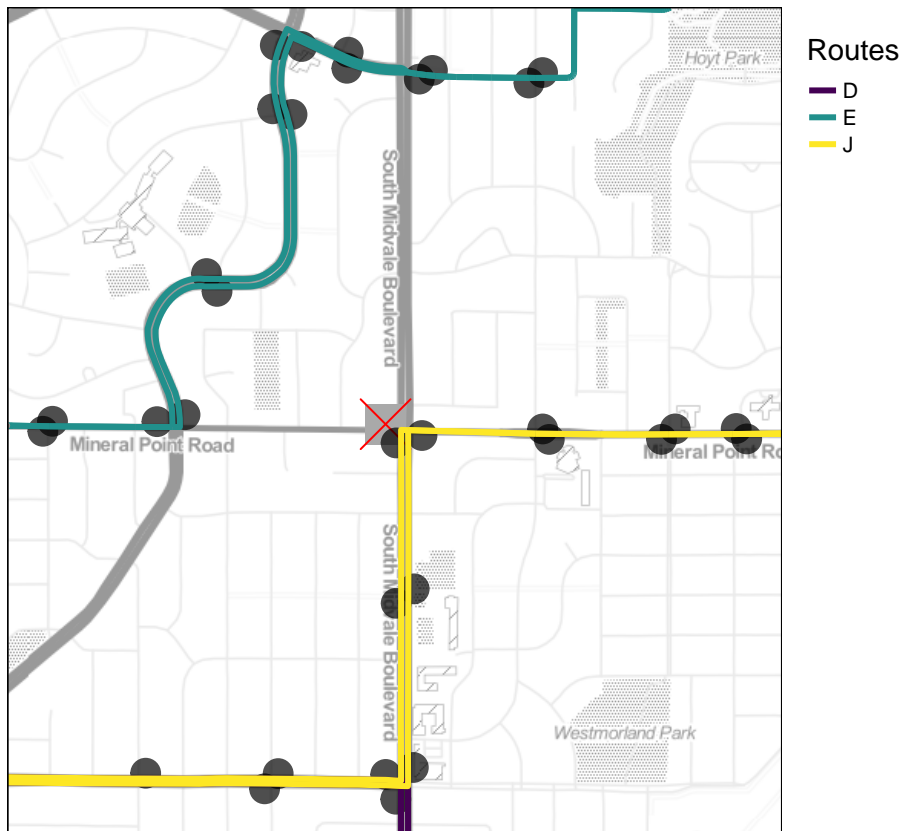 Routes
D
E
J
Hoyt Park
South Midvale Boulevard
Mineral Point Road
Mineral Point Ro
South Midvale Boulevard
Westmorland Park